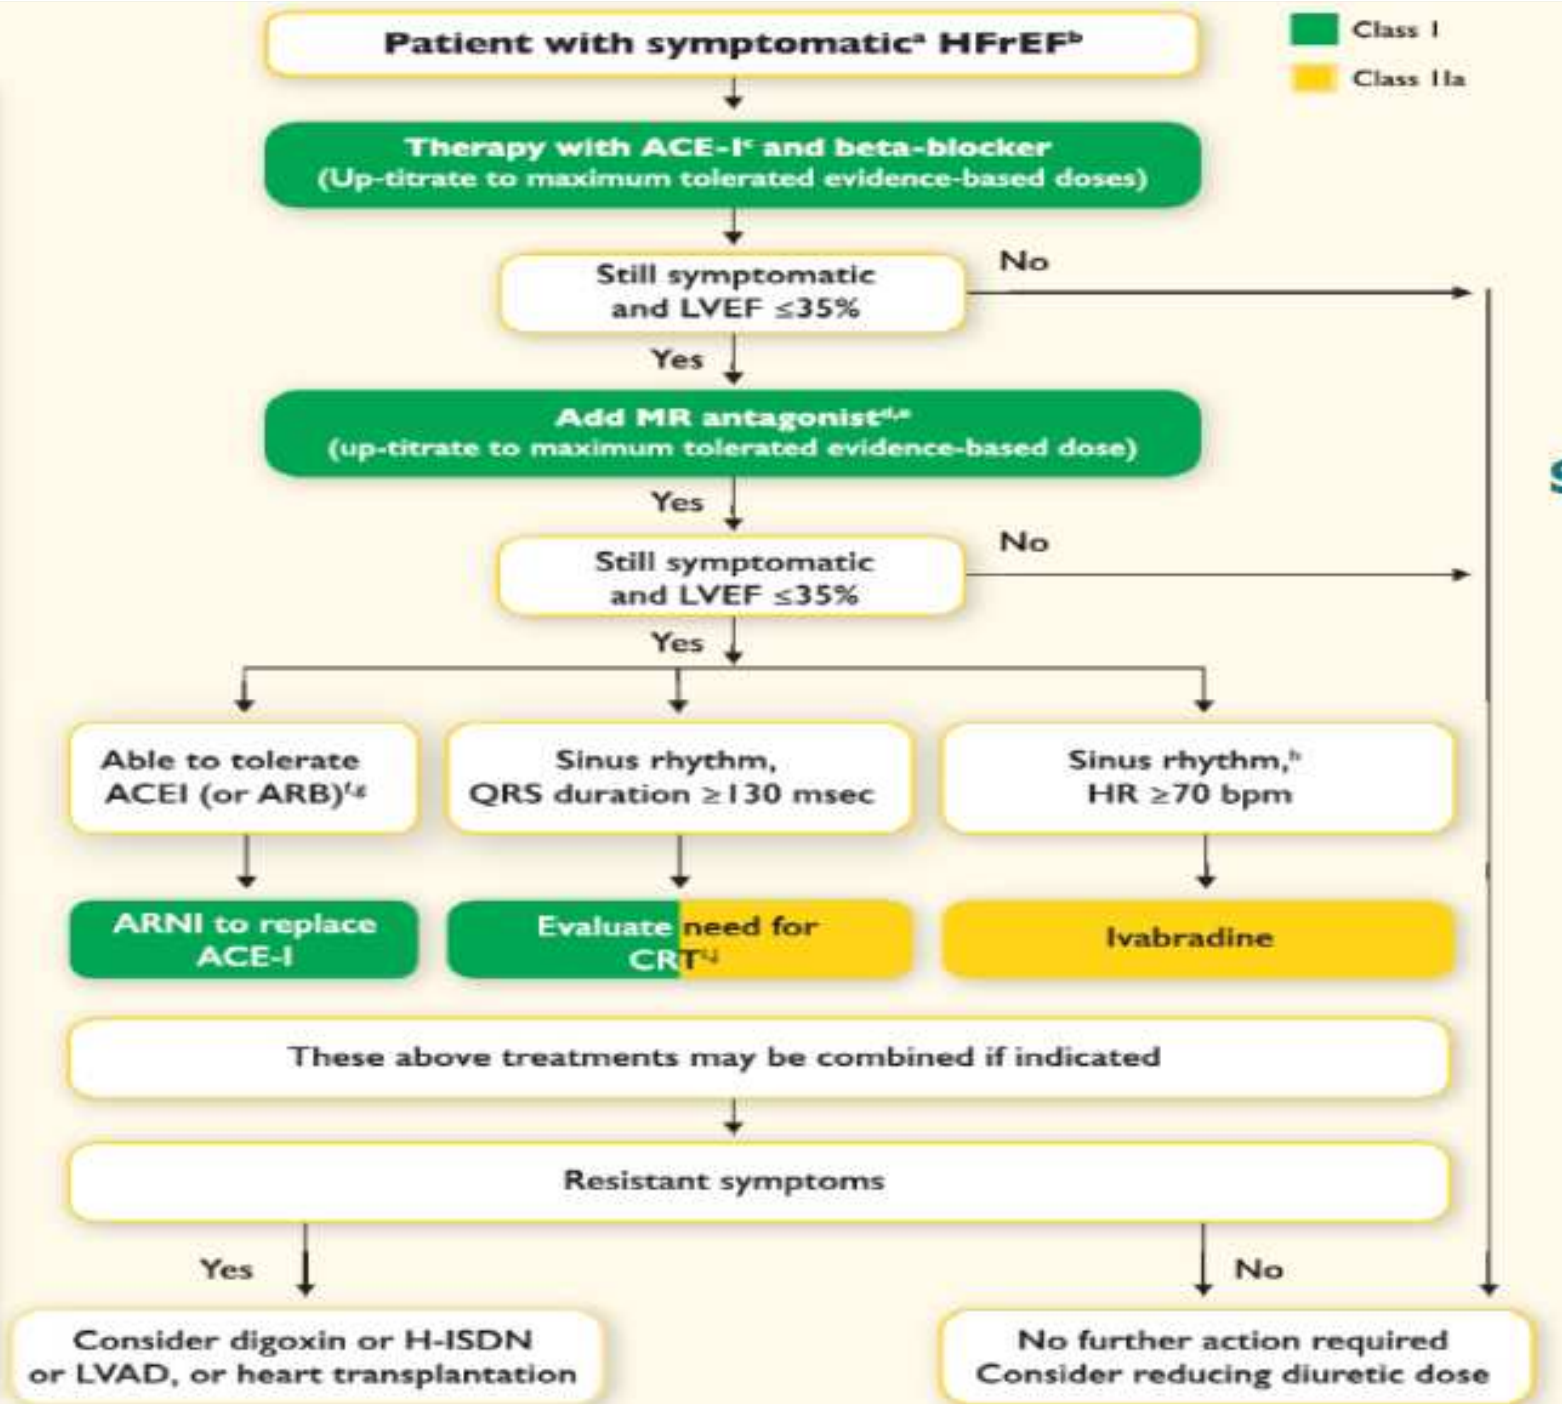 Patient with symptomaticᵃ HFrEFᵇ
Class I
Class IIa
Therapy with ACE-Iᶜ and beta-blocker
(Up-titrate to maximum tolerated evidence-based doses)
Still symptomatic
and LVEF ≤35%
No
Yes
Add MR antagonistᵈ,ᵉ
(up-titrate to maximum tolerated evidence-based dose)
Yes
Still symptomatic
and LVEF ≤35%
No
Yes
Able to tolerate
ACEI (or ARB)ᶠ,ᵍ
Sinus rhythm,
QRS duration ≥130 msec
Sinus rhythm,ʰ
HR ≥70 bpm
ARNI to replace
ACE-I
Evaluate need for
CRTⁱ,ʲ
Ivabradine
These above treatments may be combined if indicated
Resistant symptoms
Yes
No
Consider digoxin or H-ISDN
or LVAD, or heart transplantation
No further action required
Consider reducing diuretic dose